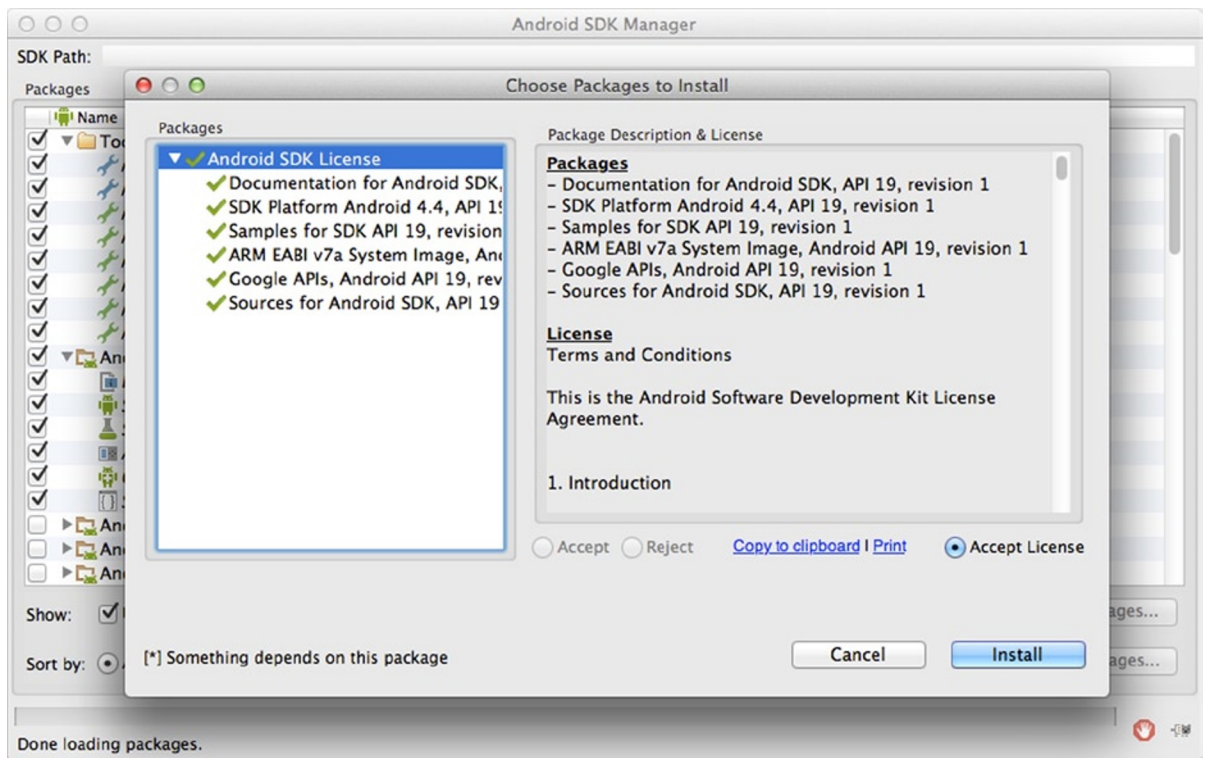 Android SDK Manager
SDK Path:
Packages
Name
Choose Packages to Install
Packages
Android SDK License
Documentation for Android SDK,
SDK Platform Android 4.4, API 19
Samples for SDK API 19, revision
ARM EABI v7a System Image,
Google APIs, Android API 19, rev
Sources for Android SDK, API 19
Package Description & License
Packages
– Documentation for Android SDK, API 19, revision 1
– SDK Platform Android 4.4, API 19, revision 1
– Samples for SDK API 19, revision 1
– ARM EABI v7a System Image, Android API 19, revision 1
– Google APIs, Android API 19, revision 1
– Sources for Android SDK, API 19, revision 1
License
Terms and Conditions
This is the Android Software Development Kit License
Agreement.
1. Introduction
Accept Reject Copy to clipboard | Print Accept License
[*] Something depends on this package
Cancel Install
Show:
Sort by:
ages...
ages...
Done loading packages.